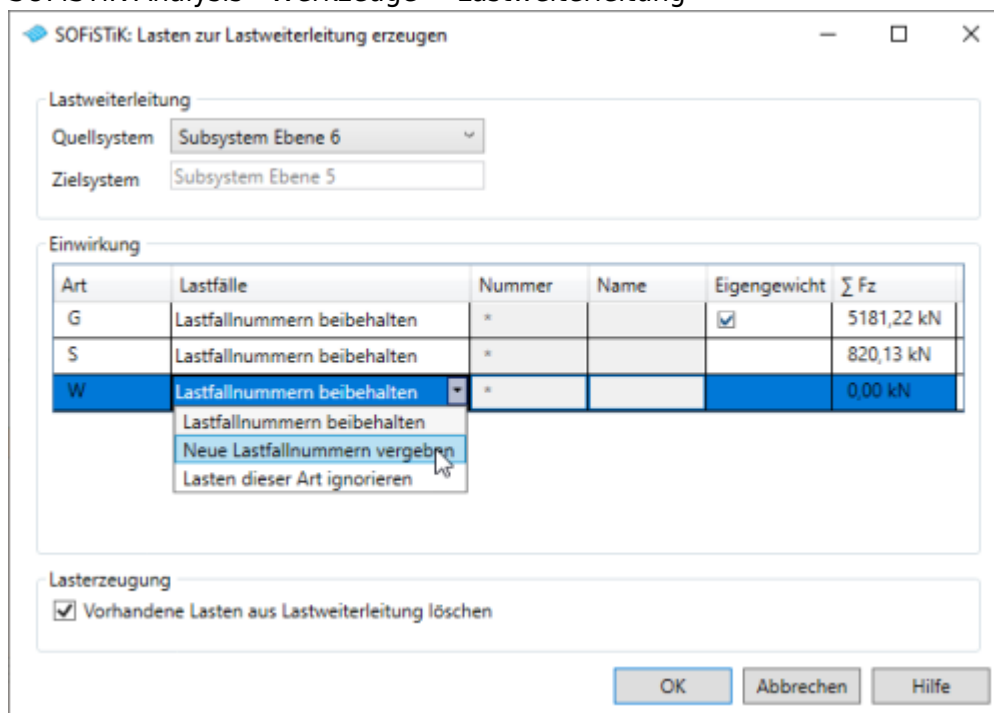 SOFiSTiK: Lasten zur Lastweiterleitung erzeugen
Lastweiterleitung
Quellsystem Subsystem Ebene 6
Zielsystem Subsystem Ebene 5
Einwirkung
Art Lastfälle Nummer Name Eigengewicht ∑ Fz
G Lastfallnummern beibehalten * 5181,22 kN
S Lastfallnummern beibehalten * 820,13 kN
W Lastfallnummern beibehalten * 0,00 kN
Lastfallnummern beibehalten
Neue Lastfallnummern vergeben
Lasten dieser Art ignorieren
Lasterzeugung
Vorhandene Lasten aus Lastweiterleitung löschen
OK Abbrechen Hilfe